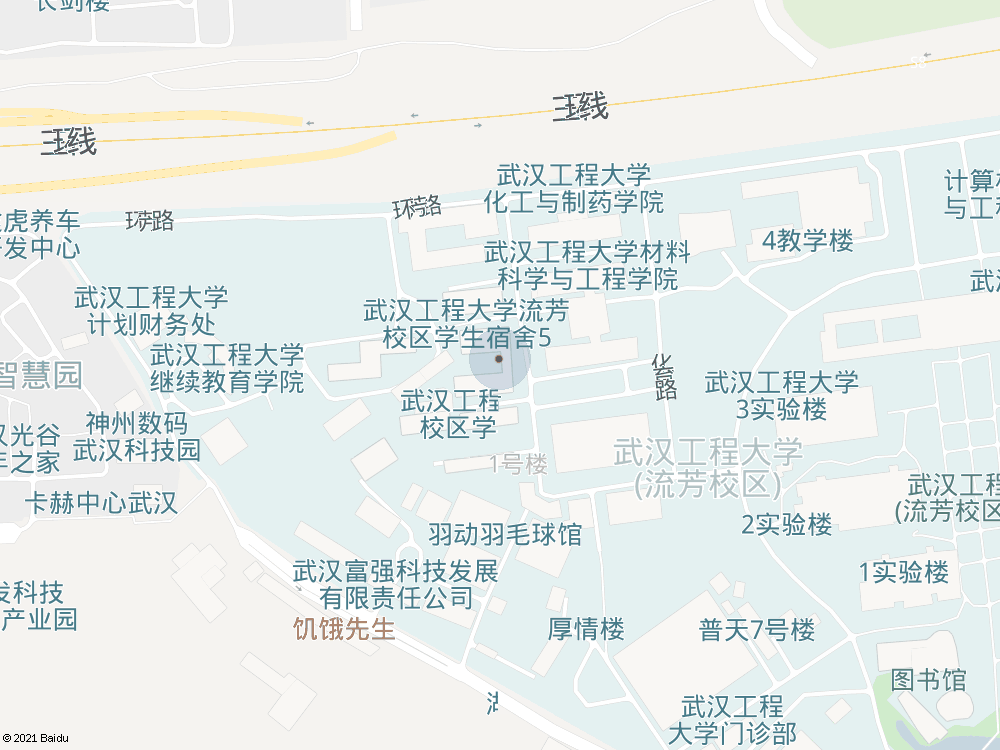 长剑楼
三环线
三环线
武汉工程大学
化工与制药学院
环院路
环院路
虎养车
发中心
计算机
与工程
4教学楼
武汉工程大学材料
科学与工程学院
武汉
武汉工程大学
计划财务处
武汉工程大学流芳
校区学生宿舍5
武汉工程大学
继续教育学院
智慧园
化育路
武汉工程大学
3实验楼
武汉工程
校区学
神州数码
武汉科技园
汉光谷
年之家
1号楼
武汉工程大学
(流芳校区)
卡赫中心武汉
武汉工程
(流芳校区
2实验楼
羽动羽毛球馆
武汉富强科技发展
有限责任公司
1实验楼
发科技
产业园
饥饿先生
厚情楼
普天7号楼
图书馆
武汉工程
大学门诊部
© 2021 Baidu